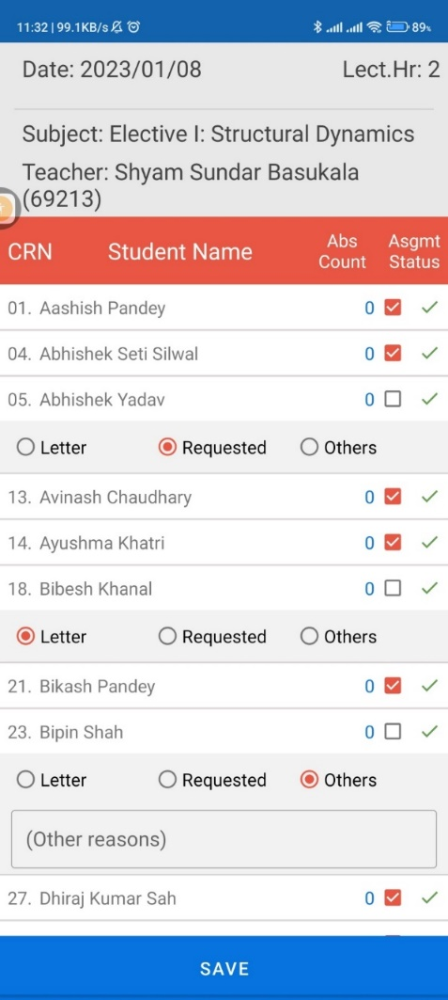 11:32 | 99.1KB/s 89%
Date: 2023/01/08 Lect.Hr: 2
Subject: Elective I: Structural Dynamics
Teacher: Shyam Sundar Basukala
(69213)
CRN Student Name Abs Count Asgmt Status
01. Aashish Pandey 0
04. Abhishek Seti Silwal 0
05. Abhishek Yadav 0
Letter Requested Others
13. Avinash Chaudhary 0
14. Ayushma Khatri 0
18. Bibesh Khanal 0
Letter Requested Others
21. Bikash Pandey 0
23. Bipin Shah 0
Letter Requested Others
(Other reasons)
27. Dhiraj Kumar Sah 0
SAVE